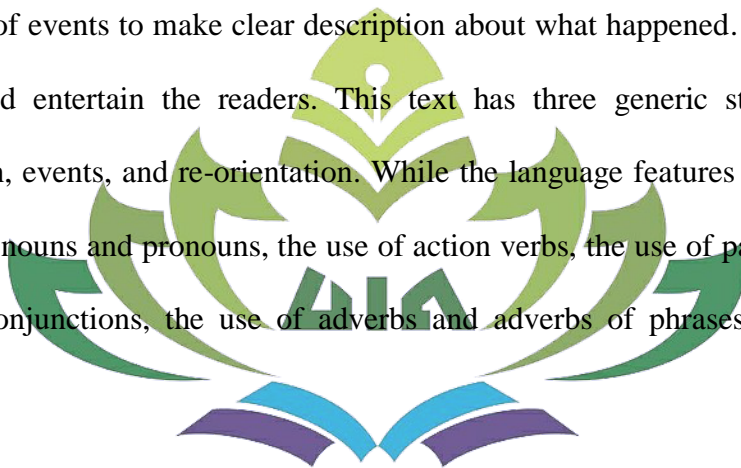 of events to make clear description about what happened.
d entertain the readers. This text has three generic st
, events, and re-orientation. While the language features
nouns and pronouns, the use of action verbs, the use of pa
onjunctions, the use of adverbs and adverbs of phrases